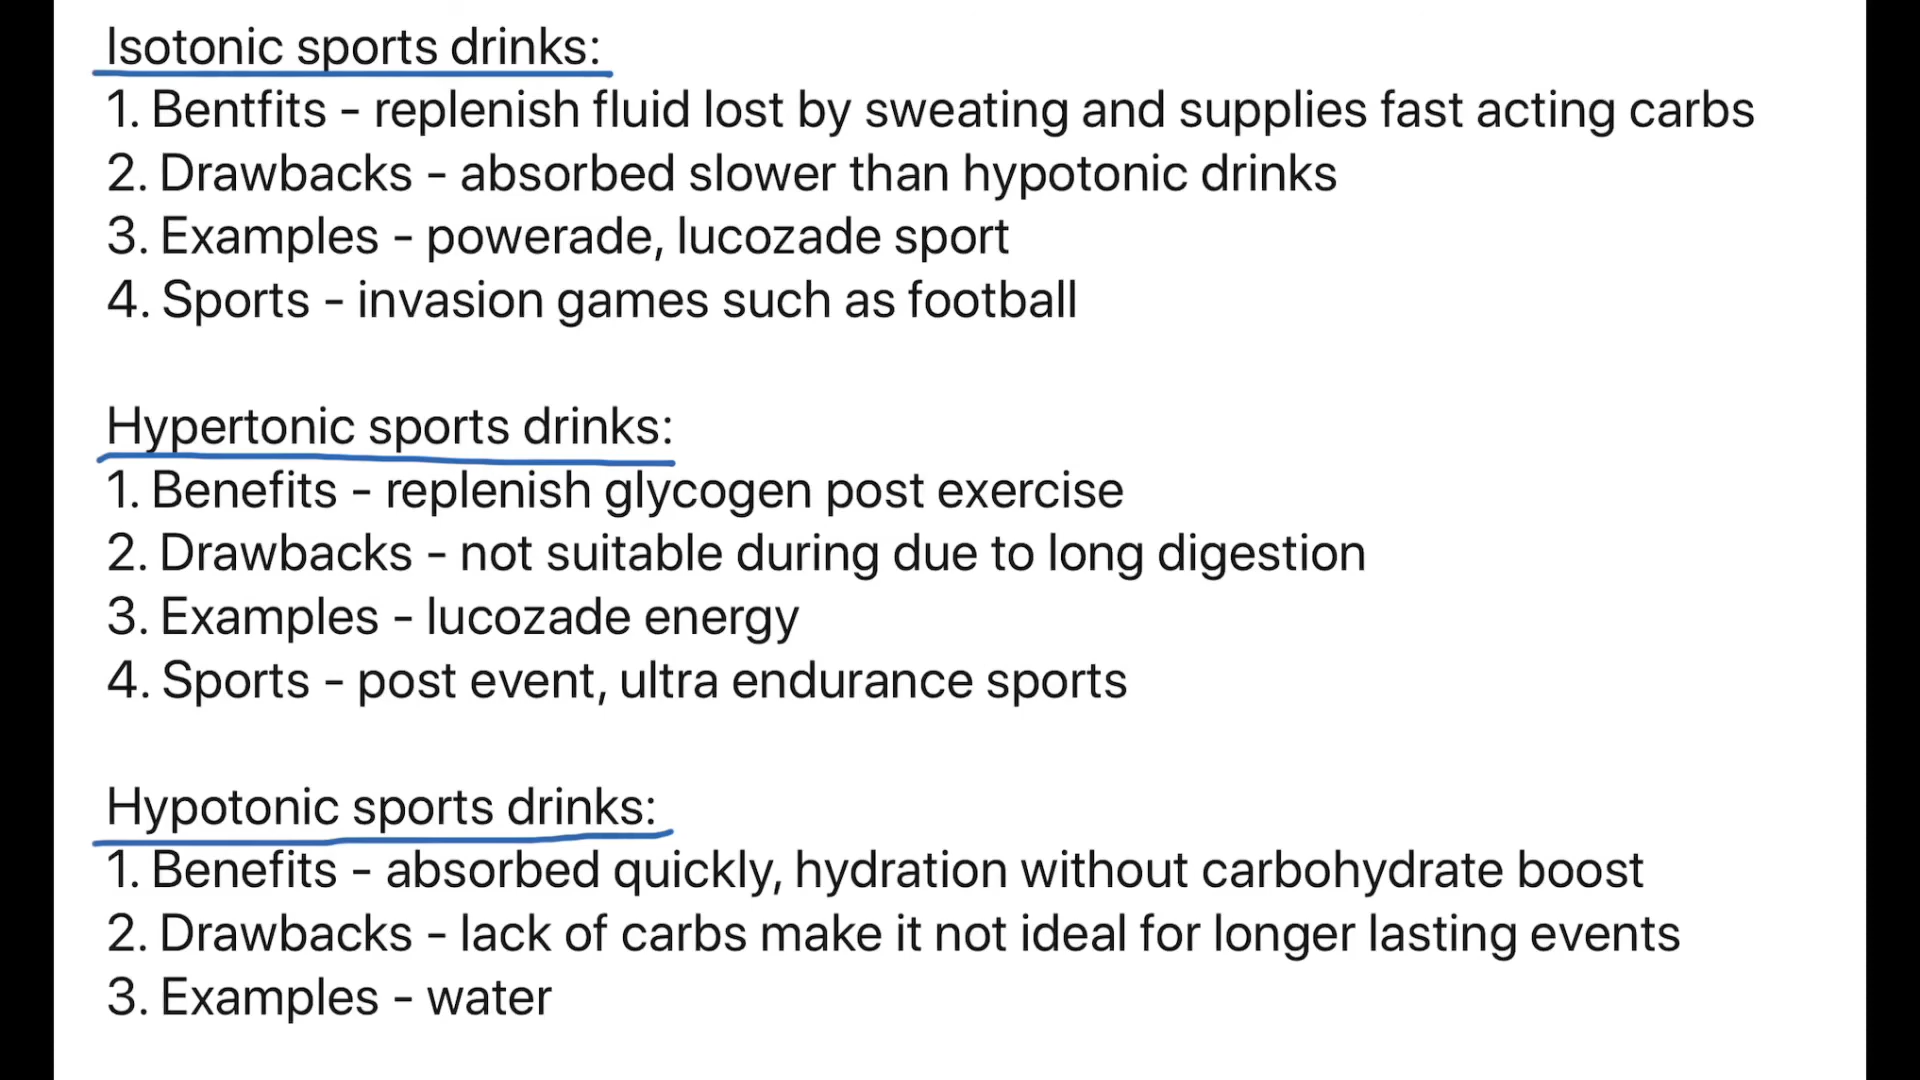 Isotonic sports drinks:
1. Bentfits - replenish fluid lost by sweating and supplies fast acting carbs
2. Drawbacks - absorbed slower than hypotonic drinks
3. Examples - powerade, lucozade sport
4. Sports - invasion games such as football
Hypertonic sports drinks:
1. Benefits - replenish glycogen post exercise
2. Drawbacks - not suitable during due to long digestion
3. Examples - lucozade energy
4. Sports - post event, ultra endurance sports
Hypotonic sports drinks:
1. Benefits - absorbed quickly, hydration without carbohydrate boost
2. Drawbacks - lack of carbs make it not ideal for longer lasting events
3. Examples - water